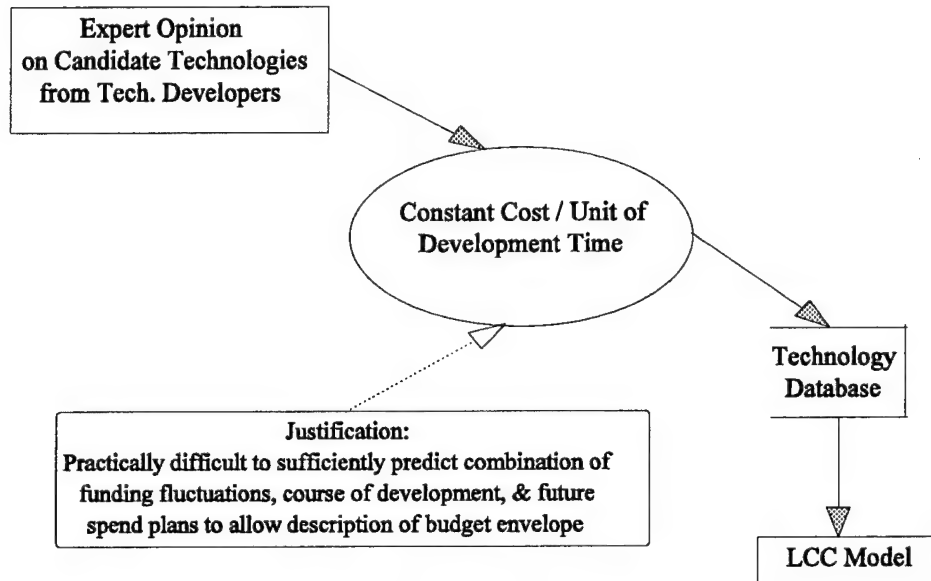 Expert Opinion
on Candidate Technologies
from Tech. Developers
Constant Cost / Unit of
Development Time
Technology
Database
Justification:
Practically difficult to sufficiently predict combination of
funding fluctuations, course of development, & future
spend plans to allow description of budget envelope
LCC Model